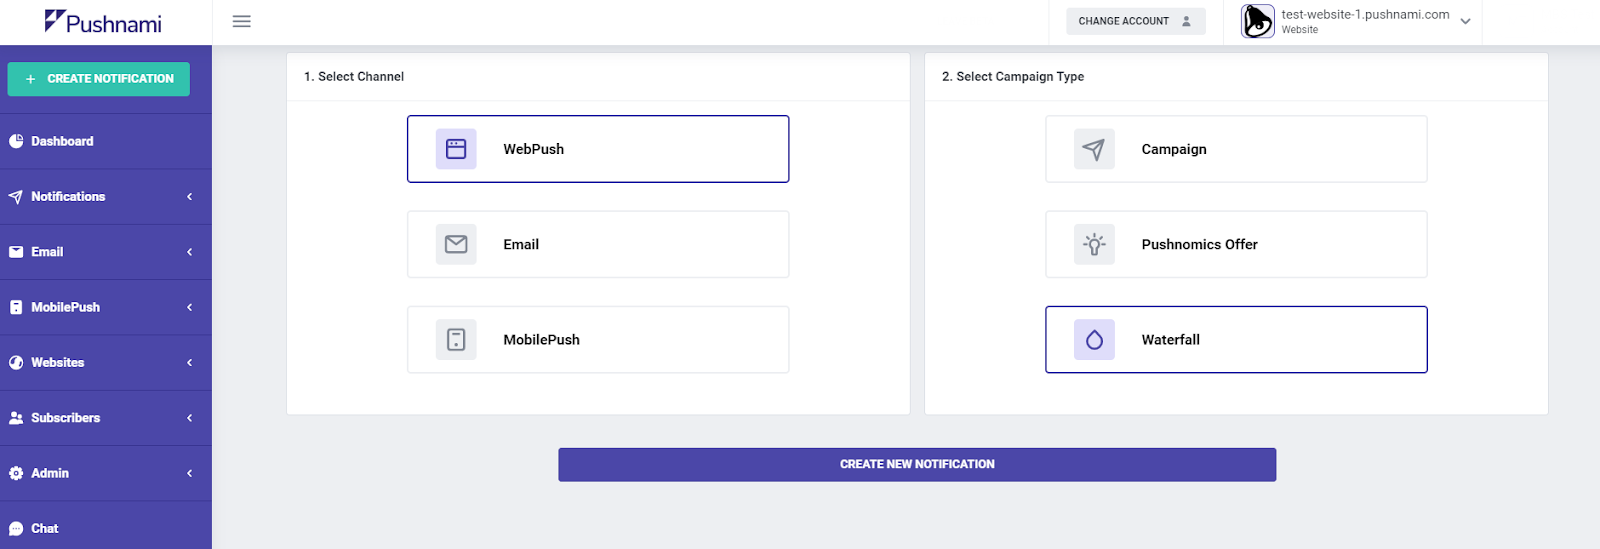 Pushnami
CHANGE ACCOUNT
test-website-1.pushnami.com
Website
+ CREATE NOTIFICATION
Dashboard
Notifications
Email
MobilePush
Websites
Subscribers
Admin
Chat
1. Select Channel
WebPush
Email
MobilePush
2. Select Campaign Type
Campaign
Pushnomics Offer
Waterfall
CREATE NEW NOTIFICATION